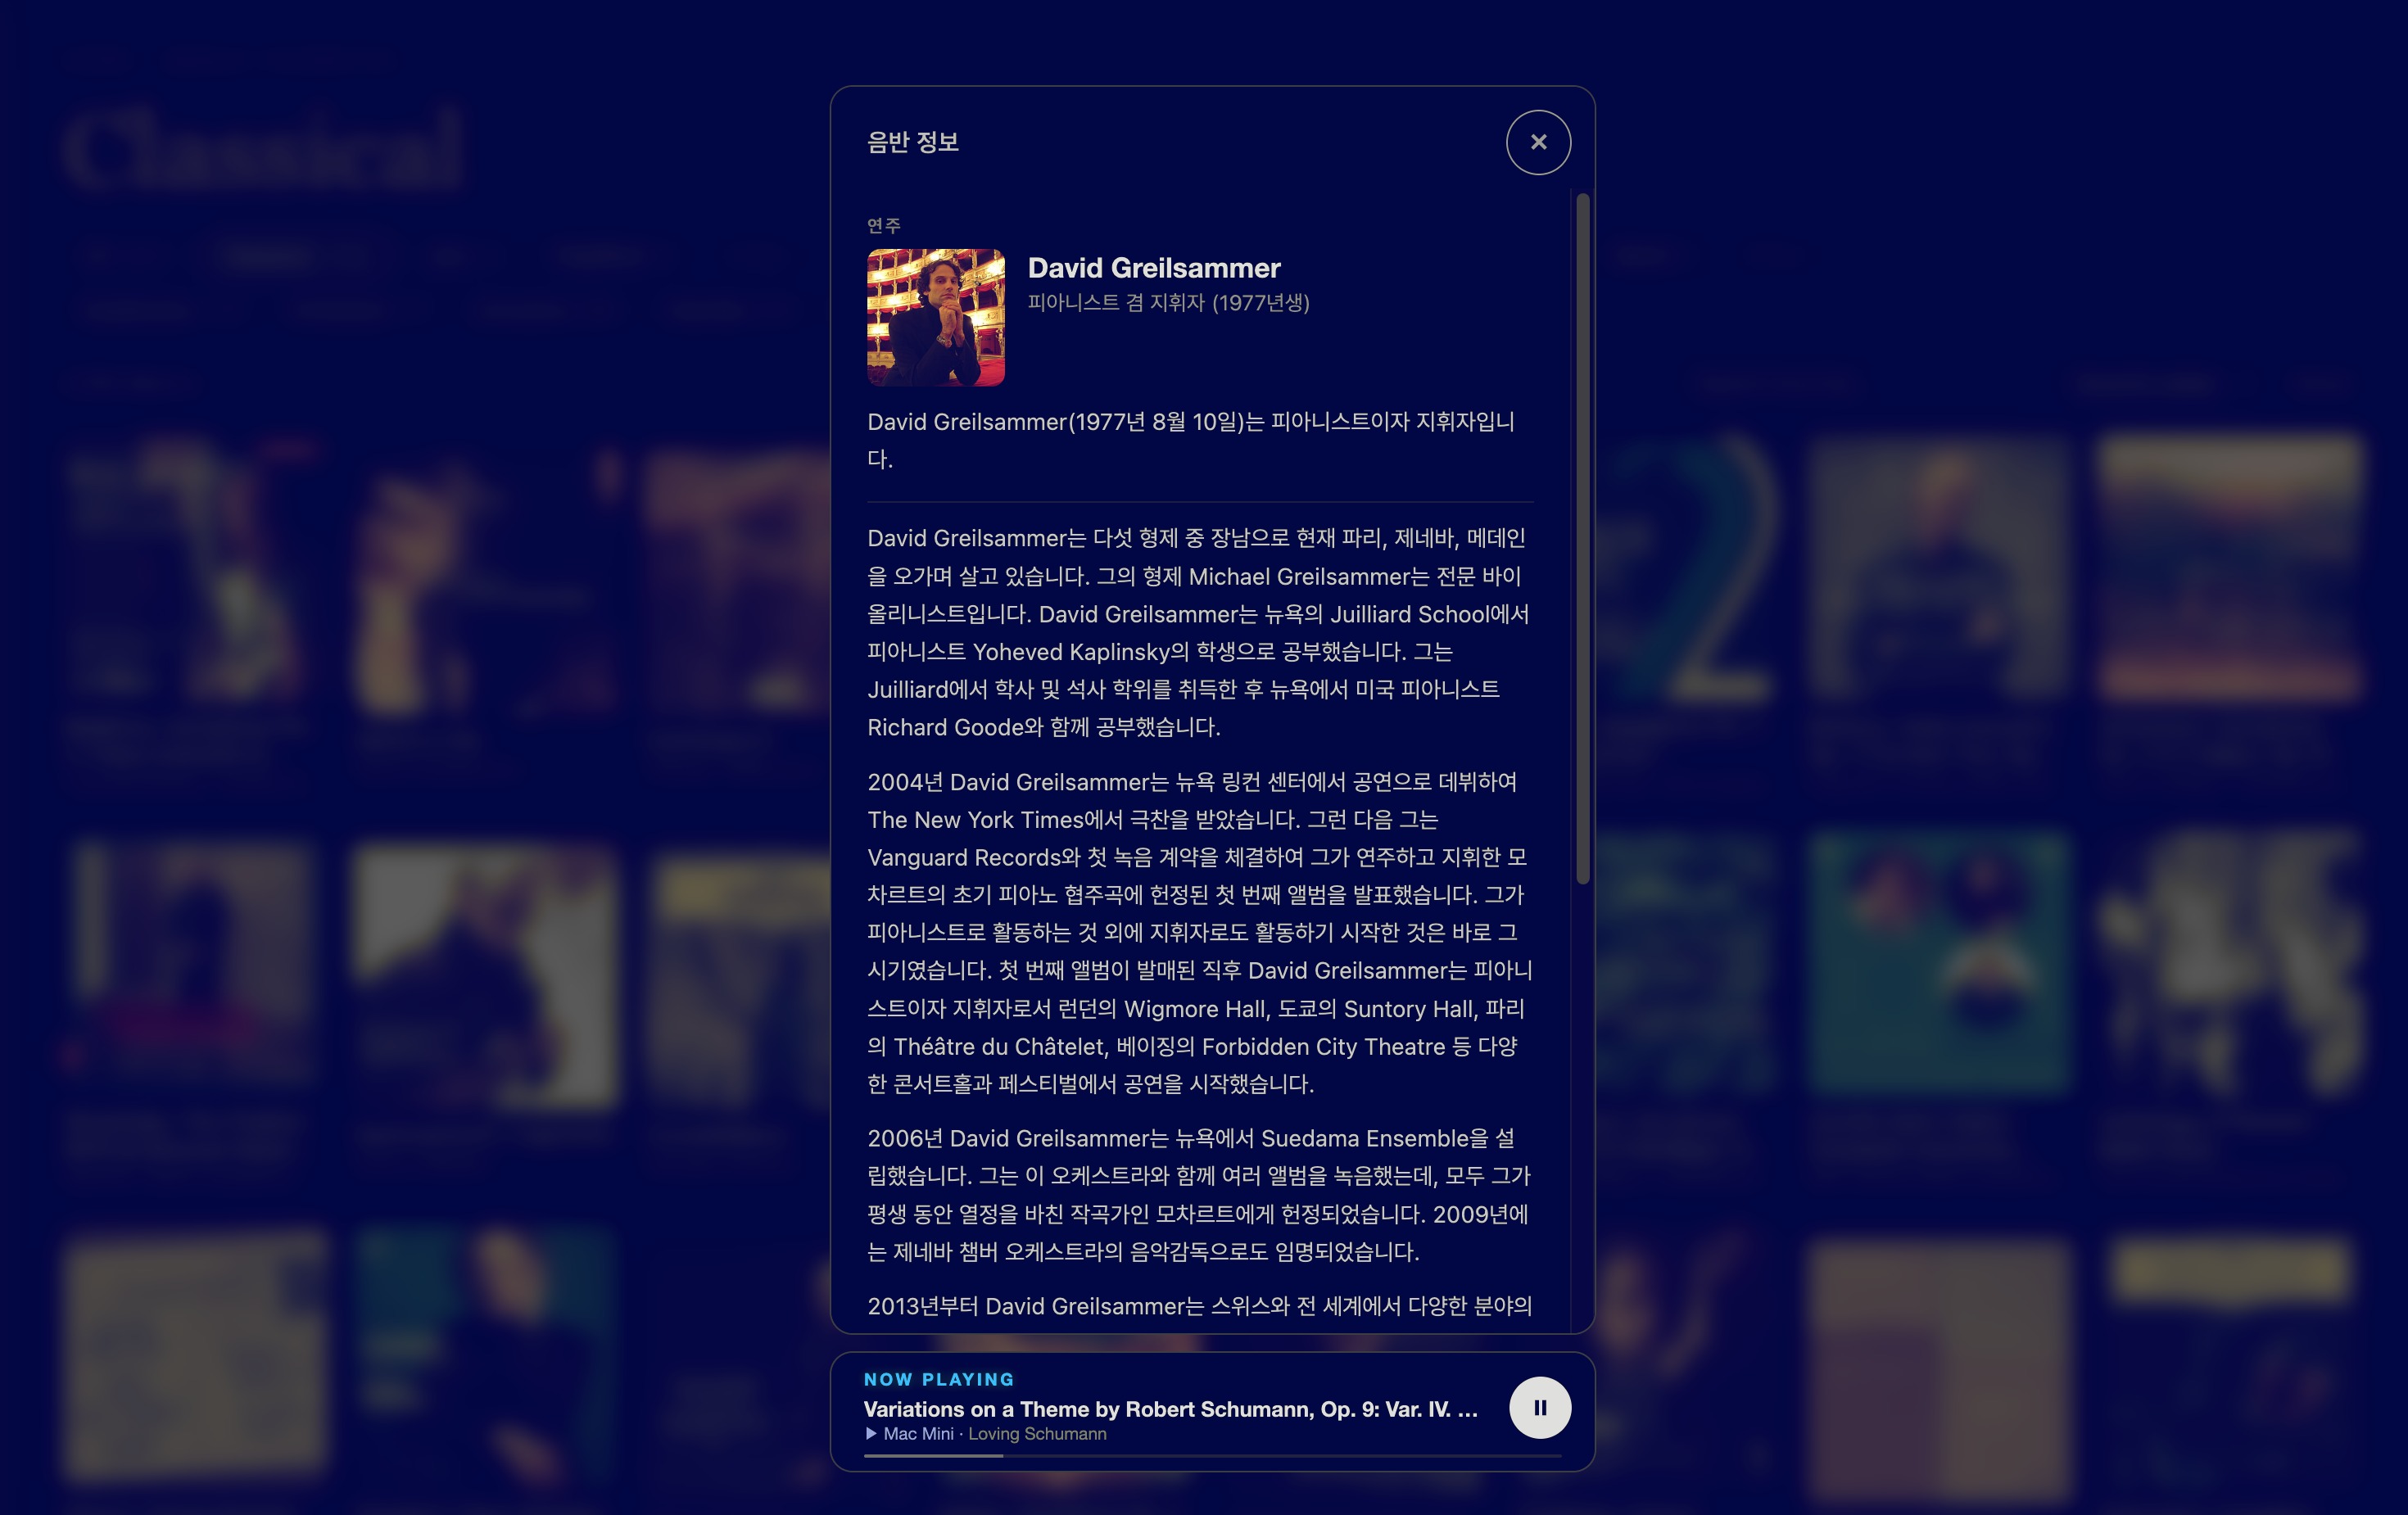 Classical
음반 정보
연주
David Greilsammer
피아니스트 겸 지휘자 (1977년생)
David Greilsammer(1977년 8월 10일)는 피아니스트이자 지휘자입니
다.
David Greilsammer는 다섯 형제 중 장남으로 현재 파리, 제네바, 메데인
을 오가며 살고 있습니다. 그의 형제 Michael Greilsammer는 전문 바이
올리니스트입니다. David Greilsammer는 뉴욕의 Juilliard School에서
피아니스트 Yoheved Kaplinsky의 학생으로 공부했습니다. 그는
Juilliard에서 학사 및 석사 학위를 취득한 후 뉴욕에서 미국 피아니스트
Richard Goode와 함께 공부했습니다.
2004년 David Greilsammer는 뉴욕 링컨 센터에서 공연으로 데뷔하여
The New York Times에서 극찬을 받았습니다. 그런 다음 그는
Vanguard Records와 첫 녹음 계약을 체결하여 그가 연주하고 지휘한 모
차르트의 초기 피아노 협주곡에 헌정된 첫 번째 앨범을 발표했습니다. 그가
피아니스트로 활동하는 것 외에 지휘자로도 활동하기 시작한 것은 바로 그
시기였습니다. 첫 번째 앨범이 발매된 직후 David Greilsammer는 피아니
스트이자 지휘자로서 런던의 Wigmore Hall, 도쿄의 Suntory Hall, 파리
의 Théâtre du Châtelet, 베이징의 Forbidden City Theatre 등 다양
한 콘서트홀과 페스티벌에서 공연을 시작했습니다.
2006년 David Greilsammer는 뉴욕에서 Suedama Ensemble을 설
립했습니다. 그는 이 오케스트라와 함께 여러 앨범을 녹음했는데, 모두 그가
평생 동안 열정을 바친 작곡가인 모차르트에게 헌정되었습니다. 2009년에
는 제네바 챔버 오케스트라의 음악감독으로도 임명되었습니다.
2013년부터 David Greilsammer는 스위스와 전 세계에서 다양한 분야의
NOW PLAYING
Variations on a Theme by Robert Schumann, Op. 9: Var. IV. ...
Mac Mini · Loving Schumann